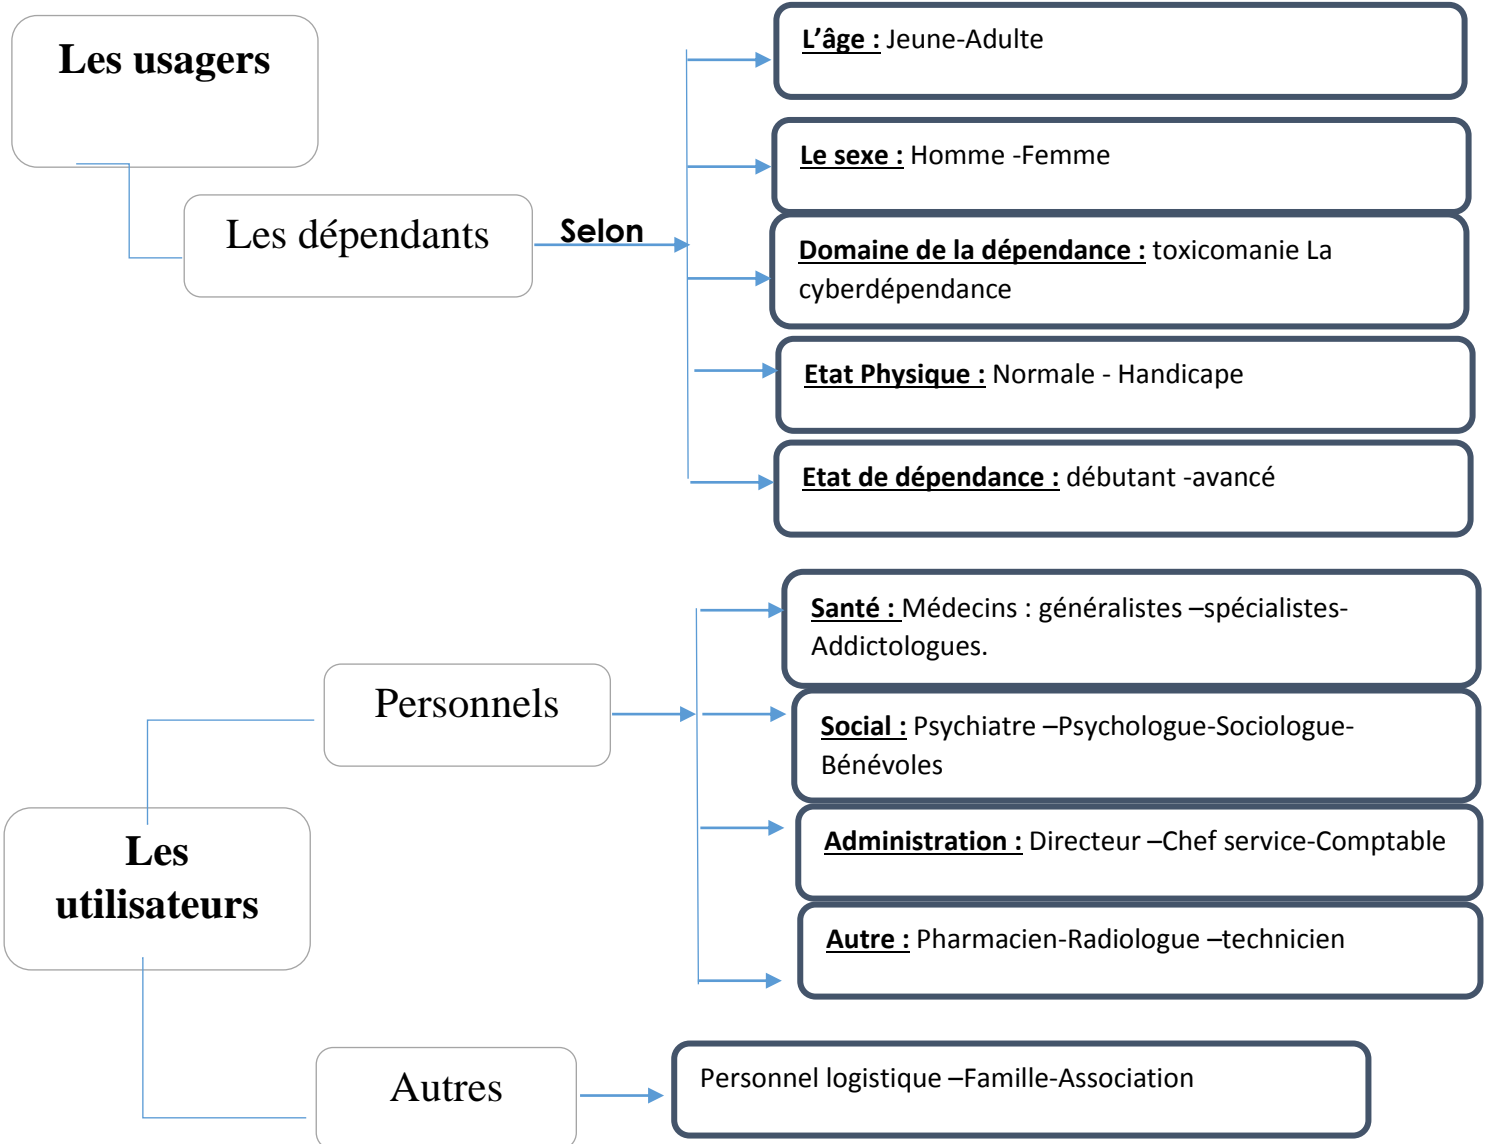 Les usagers
Les dépendants
Selon
L’âge : Jeune-Adulte
Le sexe : Homme -Femme
Domaine de la dépendance : toxicomanie La
cyberdépendance
Etat Physique : Normale - Handicape
Etat de dépendance : débutant -avancé
Les
utilisateurs
Personnels
Santé : Médecins : généralistes –spécialistes-
Addictologues.
Social : Psychiatre –Psychologue-Sociologue-
Bénévoles
Administration : Directeur –Chef service-Comptable
Autre : Pharmacien-Radiologue –technicien
Autres
Personnel logistique –Famille-Association